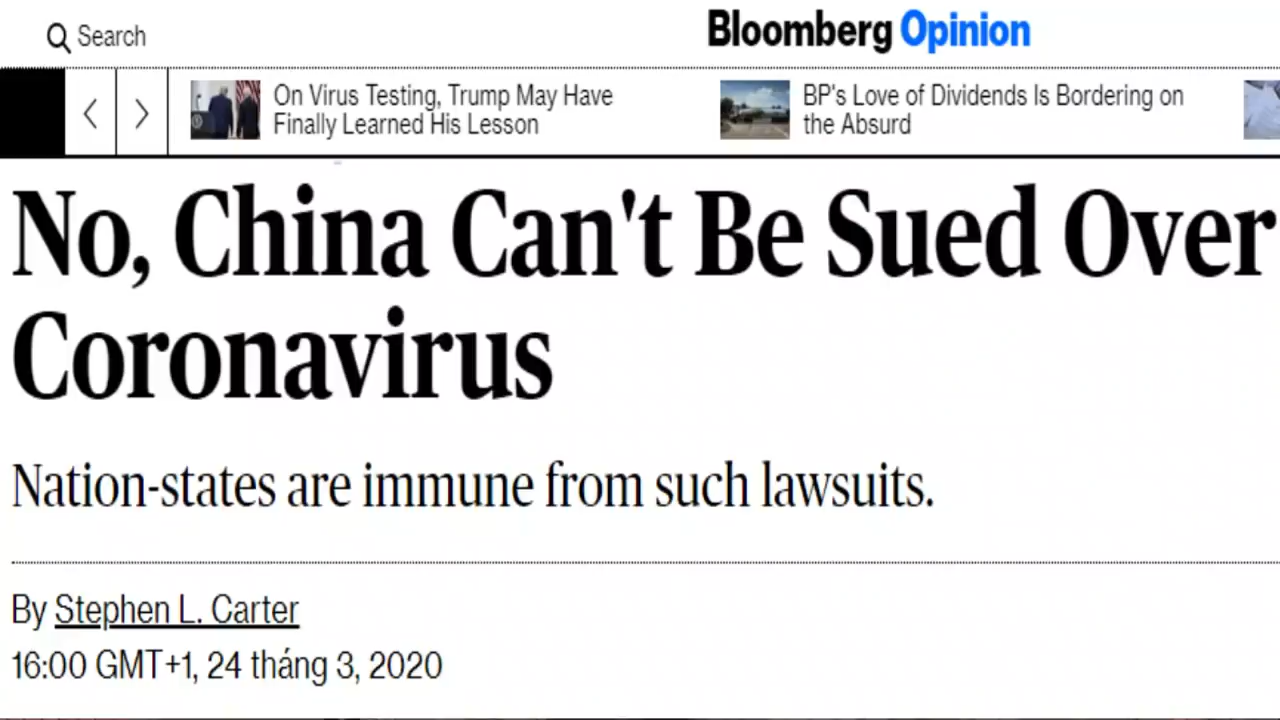 Search
Bloomberg Opinion
On Virus Testing, Trump May Have
Finally Learned His Lesson
BP's Love of Dividends Is Bordering on
the Absurd
No, China Can't Be Sued Over
Coronavirus
Nation-states are immune from such lawsuits.
By Stephen L. Carter
16:00 GMT+1, 24 tháng 3, 2020